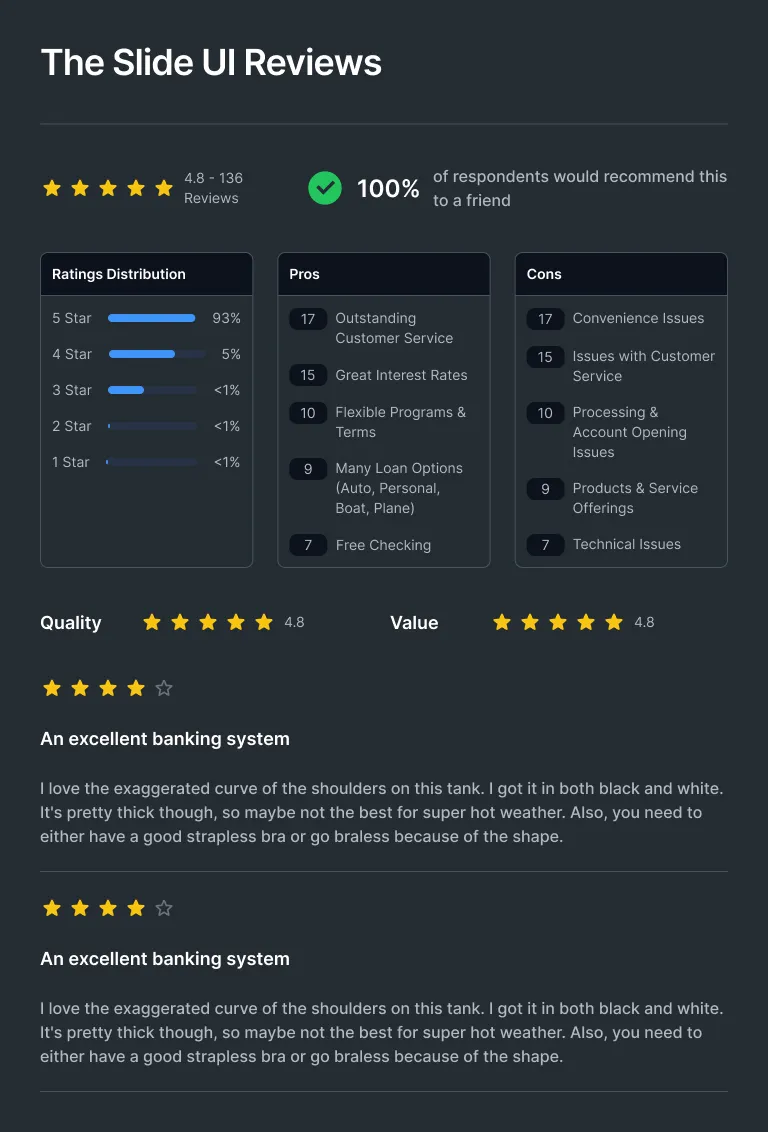 The Slide UI Reviews
4.8 - 136
Reviews
100%
of respondents would recommend this
to a friend
Ratings Distribution
5 Star 93%
4 Star 5%
3 Star <1%
2 Star <1%
1 Star <1%
Pros
17 Outstanding
Customer Service
15 Great Interest Rates
10 Flexible Programs &
Terms
9 Many Loan Options
(Auto, Personal,
Boat, Plane)
7 Free Checking
Cons
17 Convenience Issues
15 Issues with Customer
Service
10 Processing &
Account Opening
Issues
9 Products & Service
Offerings
7 Technical Issues
Quality 4.8
Value 4.8
An excellent banking system
I love the exaggerated curve of the shoulders on this tank. I got it in both black and white.
It's pretty thick though, so maybe not the best for super hot weather. Also, you need to
either have a good strapless bra or go braless because of the shape.
An excellent banking system
I love the exaggerated curve of the shoulders on this tank. I got it in both black and white.
It's pretty thick though, so maybe not the best for super hot weather. Also, you need to
either have a good strapless bra or go braless because of the shape.